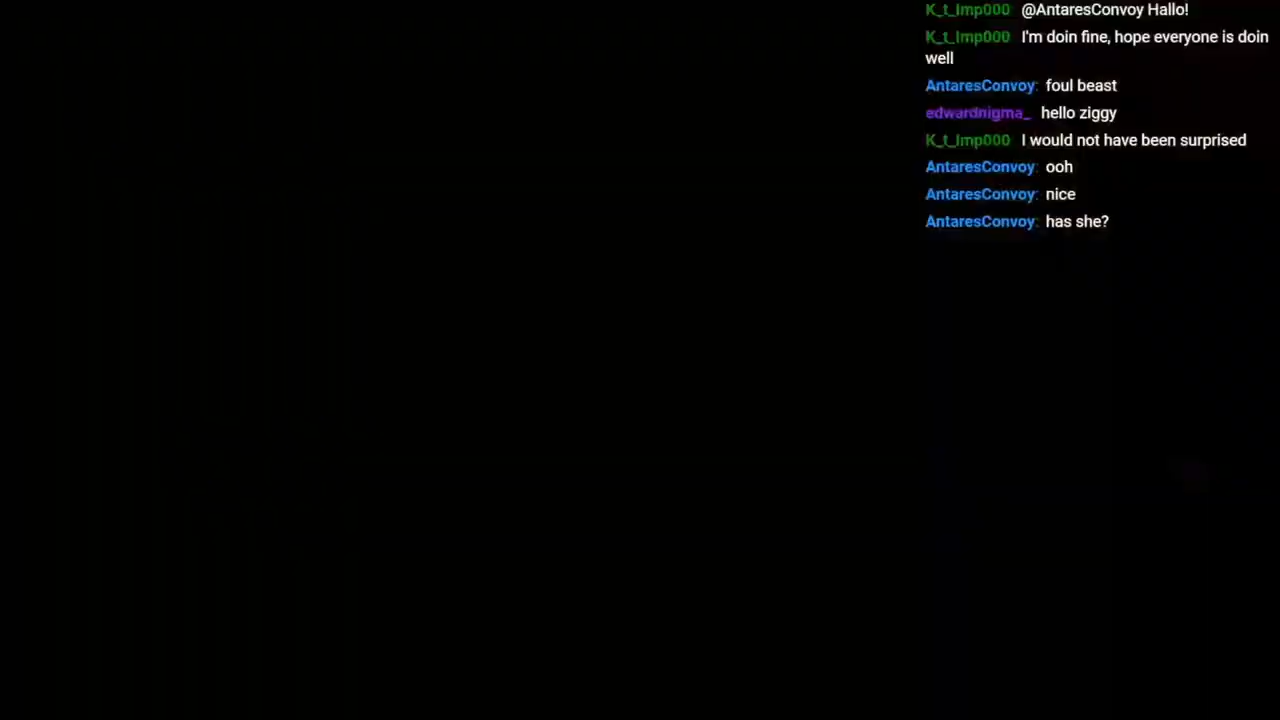 K_t_Imp000 @AntaresConvoy Hallo!
K_t_Imp000 I'm doin fine, hope everyone is doin
well
AntaresConvoy: foul beast
edwardnigma_ hello ziggy
K_t_Imp000 I would not have been surprised
AntaresConvoy: ooh
AntaresConvoy: nice
AntaresConvoy: has she?